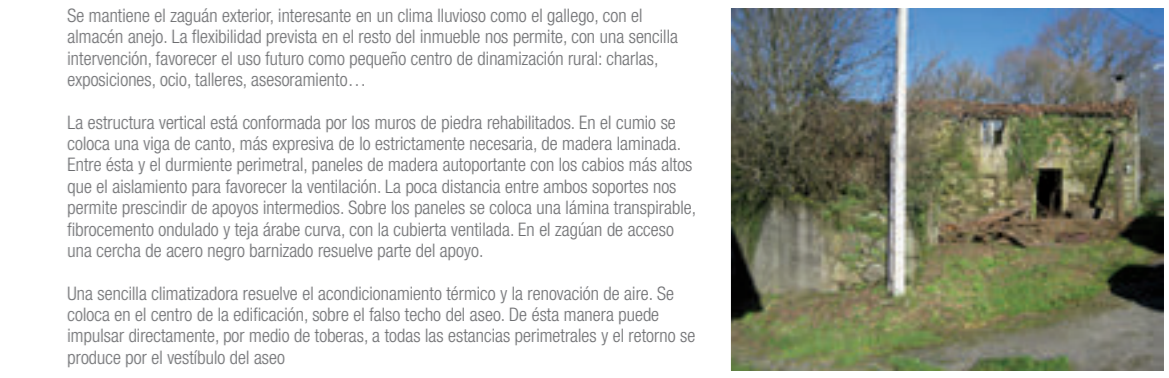 Se mantiene el zaguán exterior, interesante en un clima lluvioso como el gallego, con el
almacén anejo. La flexibilidad prevista en el resto del inmueble nos permite, con una sencilla
intervención, favorecer el uso futuro como pequeño centro de dinamización rural: charlas,
exposiciones, ocio, talleres, asesoramiento…
La estructura vertical está conformada por los muros de piedra rehabilitados. En el cumio se
coloca una viga de canto, más expresiva de lo estrictamente necesaria, de madera laminada.
Entre ésta y el durmiente perimetral, paneles de madera autoportante con los cabios más altos
que el aislamiento para favorecer la ventilación. La poca distancia entre ambos soportes nos
permite prescindir de apoyos intermedios. Sobre los paneles se coloca una lámina transpirable,
fibrocemento ondulado y teja árabe curva, con la cubierta ventilada. En el zagúan de acceso
una cercha de acero negro barnizado resuelve parte del apoyo.
Una sencilla climatizadora resuelve el acondicionamiento térmico y la renovación de aire. Se
coloca en el centro de la edificación, sobre el falso techo del aseo. De ésta manera puede
impulsar directamente, por medio de toberas, a todas las estancias perimetrales y el retorno se
produce por el vestíbulo del aseo